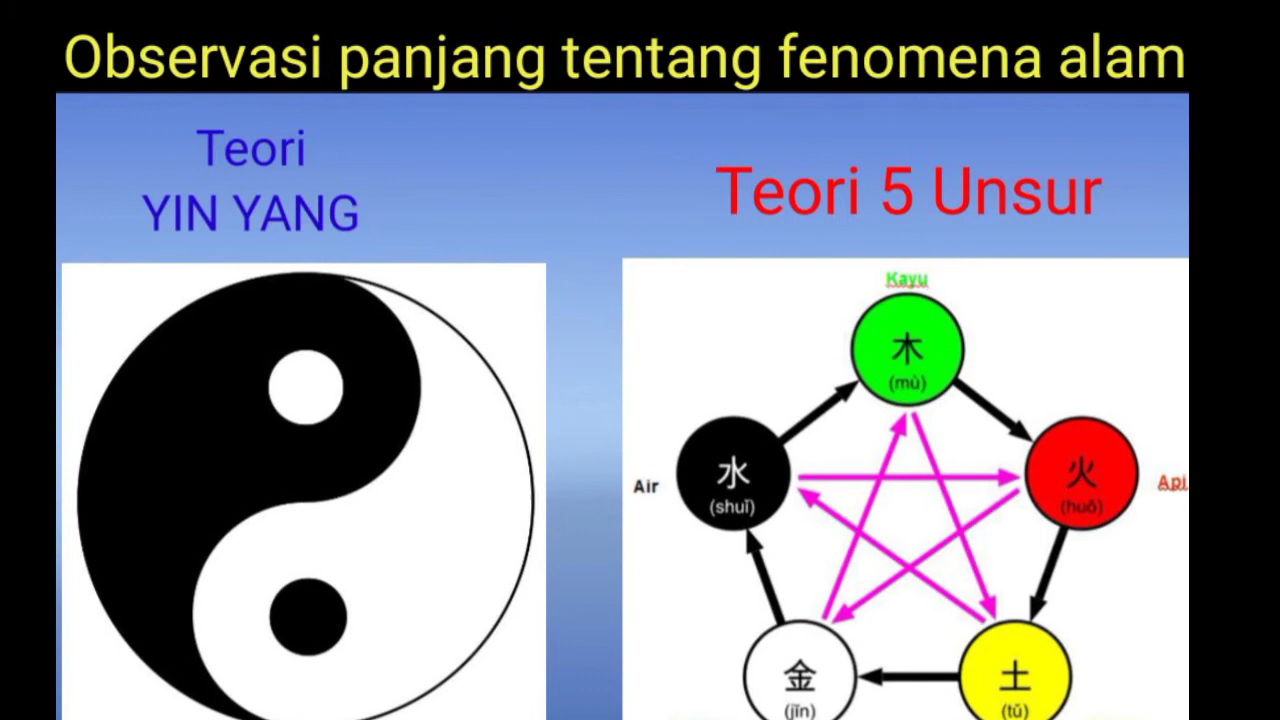 Observasi panjang tentang fenomena alam
Teori
YIN YANG
Teori 5 Unsur
Kayu
木
(mù)
水
(shuǐ)
Air
火
(huǒ)
Api
金
(jīn)
土
(tǔ)